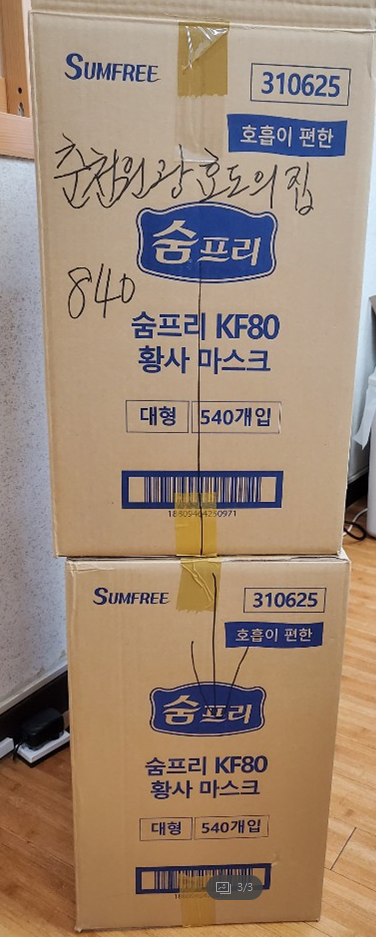 SUMFREE
310625
호흡이 편한
춘천원광효도의집
숨프리
840
숨프리 KF80
황사 마스크
대형 540개입
SUMFREE
310625
호흡이 편한
숨프리
숨프리 KF80
황사 마스크
대형 540개입
3/3